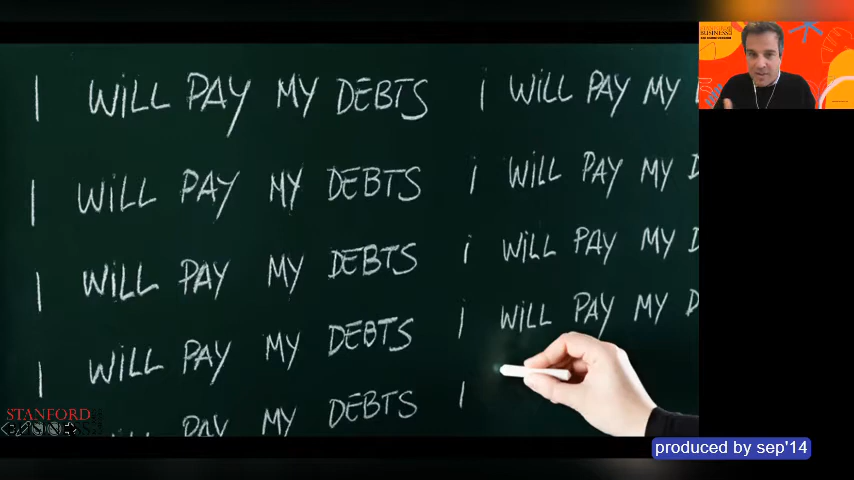 I WILL PAY MY DEBTS I WILL PAY MY
I WILL PAY MY DEBTS I WILL PAY MY D
I WILL PAY MY DEBTS I WILL PAY MY D
I WILL PAY MY DEBTS I WILL PAY MY D
I PAY MY DEBTS I
STANFORD
BUSINESS
STANFORD
produced by sep'14